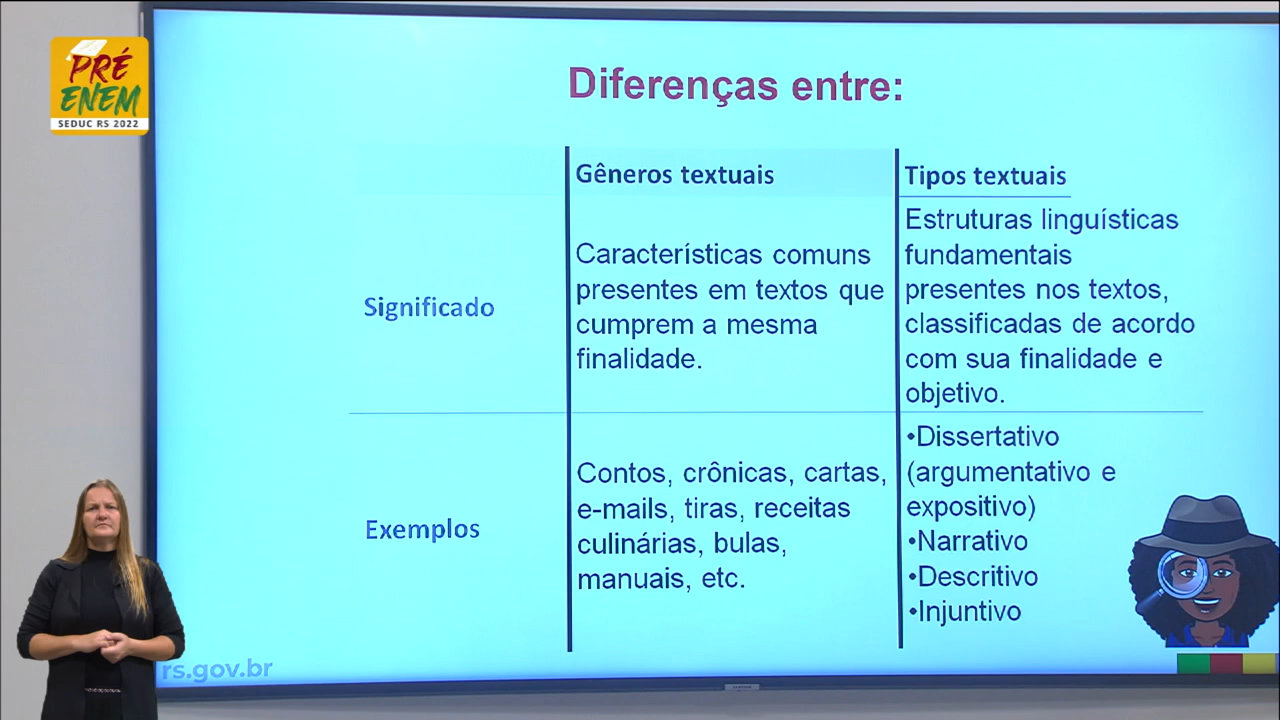 PRÉ
ENEM
SEDUC RS 2022
Diferenças entre:
Gêneros textuais
Tipos textuais
Significado
Características comuns
presentes em textos que
cumprem a mesma
finalidade.
Estruturas linguísticas
fundamentais
presentes nos textos,
classificadas de acordo
com sua finalidade e
objetivo.
Exemplos
Contos, crônicas, cartas,
e-mails, tiras, receitas
culinárias, bulas,
manuais, etc.
•Dissertativo
(argumentativo e
expositivo)
•Narrativo
•Descritivo
•Injuntivo
rs.gov.br